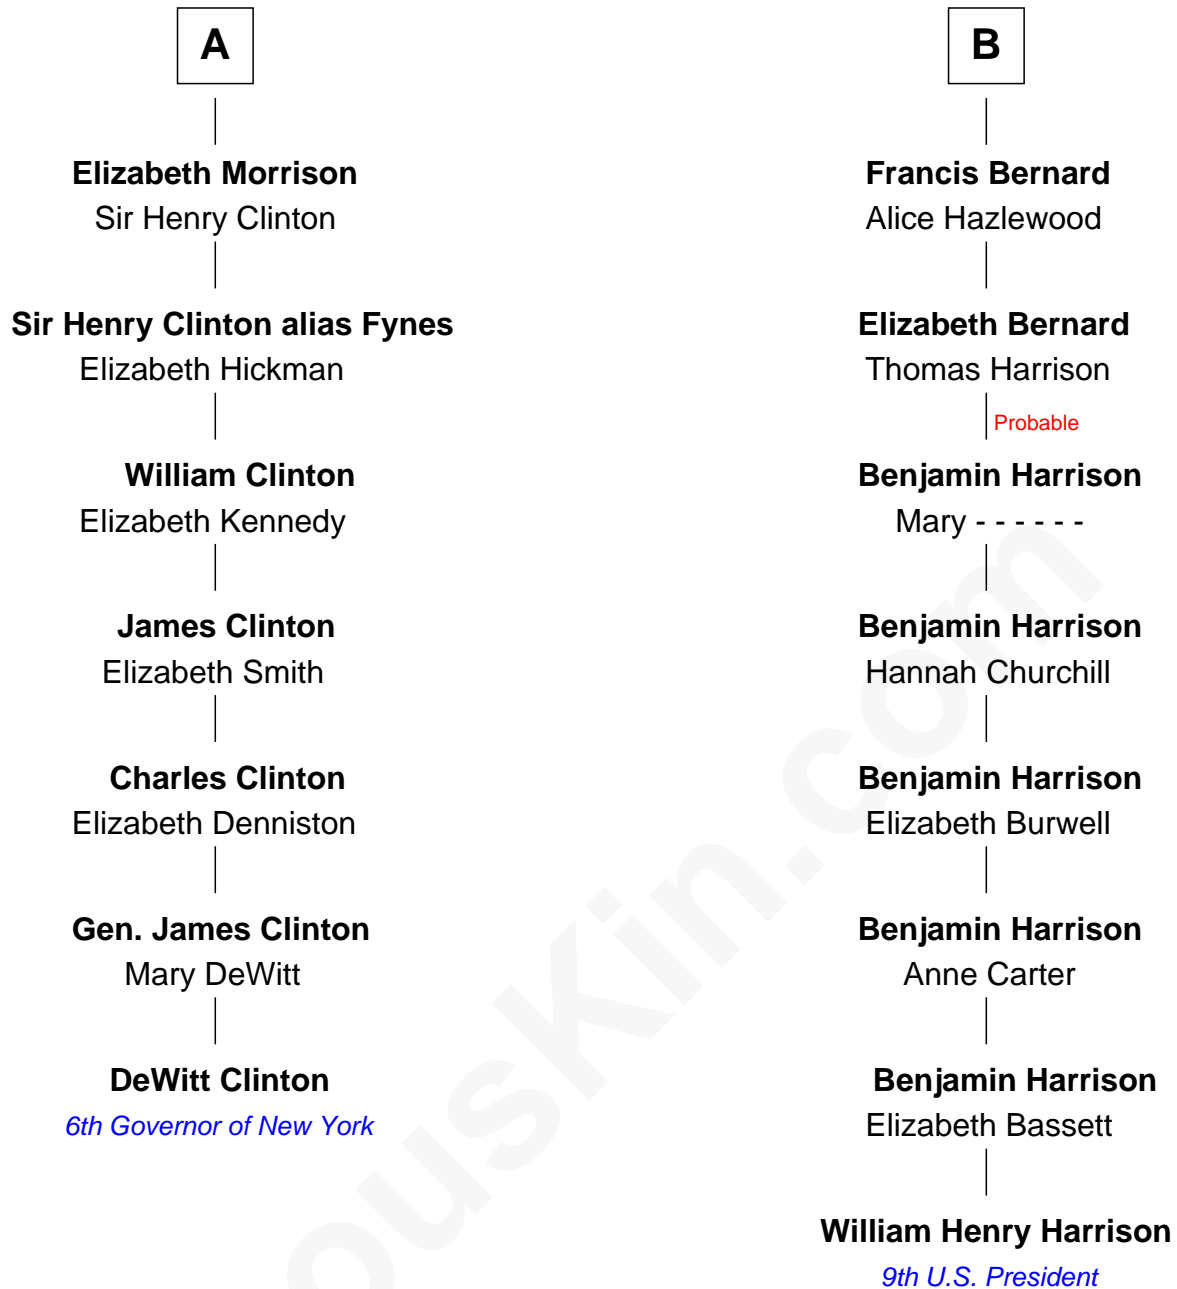 A
Elizabeth Morrison
Sir Henry Clinton
Sir Henry Clinton alias Fynes
Elizabeth Hickman
William Clinton
Elizabeth Kennedy
James Clinton
Elizabeth Smith
Charles Clinton
Elizabeth Denniston
Gen. James Clinton
Mary DeWitt
DeWitt Clinton
6th Governor of New York
B
Francis Bernard
Alice Hazlewood
Elizabeth Bernard
Thomas Harrison
Probable
Benjamin Harrison
Mary - - - - - -
Benjamin Harrison
Hannah Churchill
Benjamin Harrison
Elizabeth Burwell
Benjamin Harrison
Anne Carter
Benjamin Harrison
Elizabeth Bassett
William Henry Harrison
9th U.S. President
ousKin.com